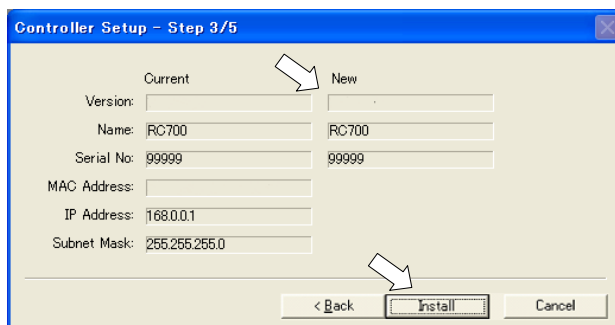 Controller Setup - Step 3/5
Current New
Version:
Name: RC700 RC700
Serial No: 99999 99999
MAC Address:
IP Address: 168.0.0.1
Subnet Mask: 255.255.255.0
< Back Install Cancel